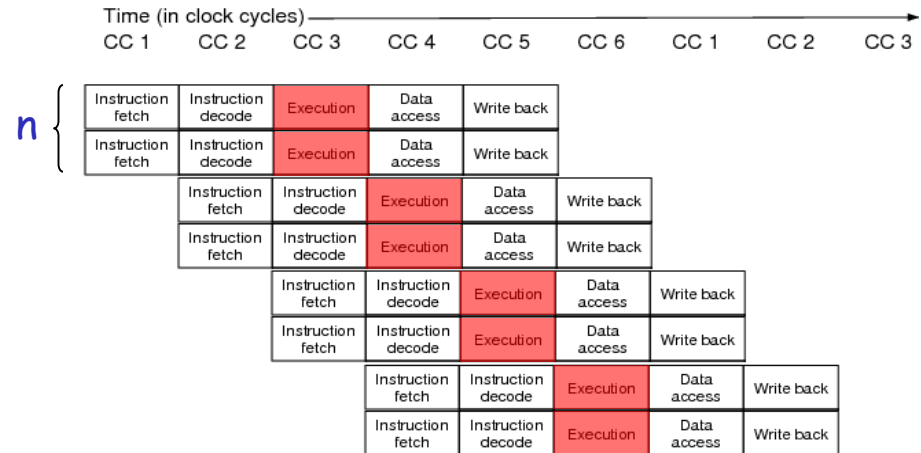 Time (in clock cycles)
CC 1 CC 2 CC 3 CC 4 CC 5 CC 6 CC 1 CC 2 CC 3
n
Instruction fetch Instruction decode Execution Data access Write back
Instruction fetch Instruction decode Execution Data access Write back
Instruction fetch Instruction decode Execution Data access Write back
Instruction fetch Instruction decode Execution Data access Write back
Instruction fetch Instruction decode Execution Data access Write back
Instruction fetch Instruction decode Execution Data access Write back
Instruction fetch Instruction decode Execution Data access Write back
Instruction fetch Instruction decode Execution Data access Write back